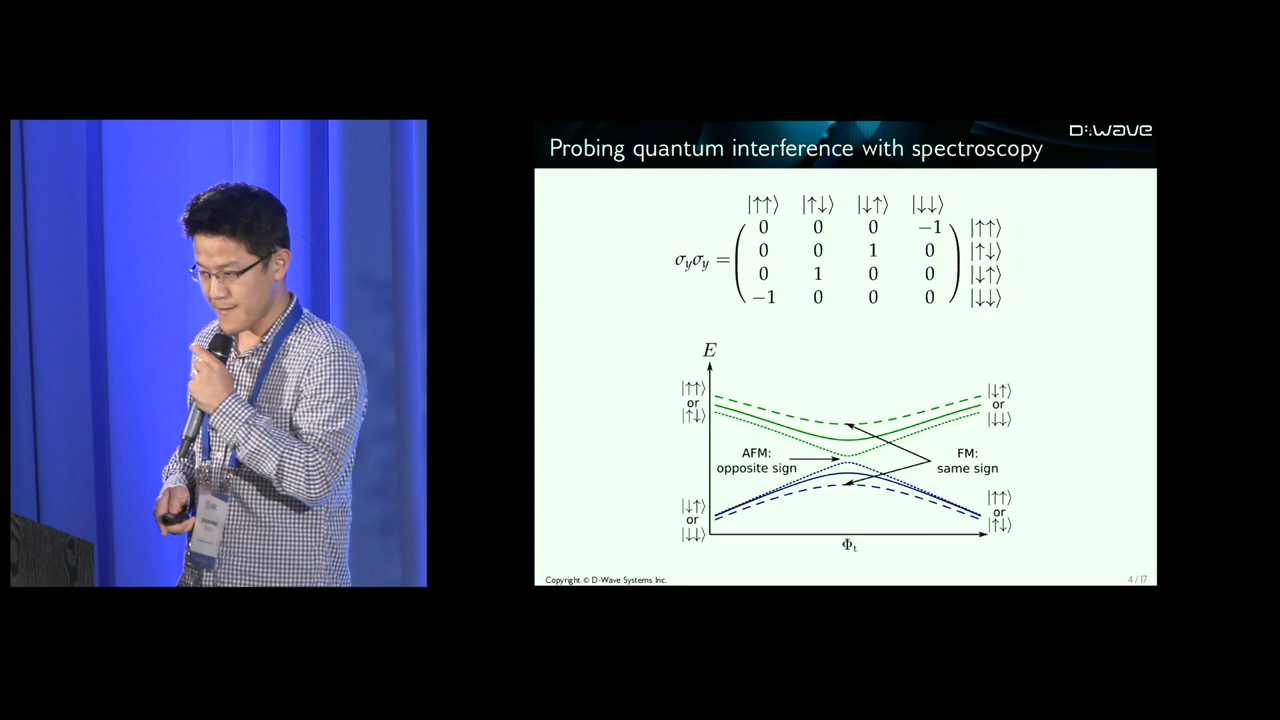 D:wave
Probing quantum interference with spectroscopy
|↑↑⟩ |↑↓⟩ |↓↑⟩ |↓↓⟩
0 0 0 −1 |↑↑⟩
0 0 1 0 |↑↓⟩
σyσy =
0 1 0 0 |↓↑⟩
−1 0 0 0 |↓↓⟩
E
|↑↑⟩ or |↑↓⟩
|↓↑⟩ or |↓↓⟩
AFM:
opposite sign
FM:
same sign
|↓↑⟩ or |↓↓⟩
|↑↑⟩ or |↑↓⟩
Φt
Copyright © D-Wave Systems Inc.
4 / 17